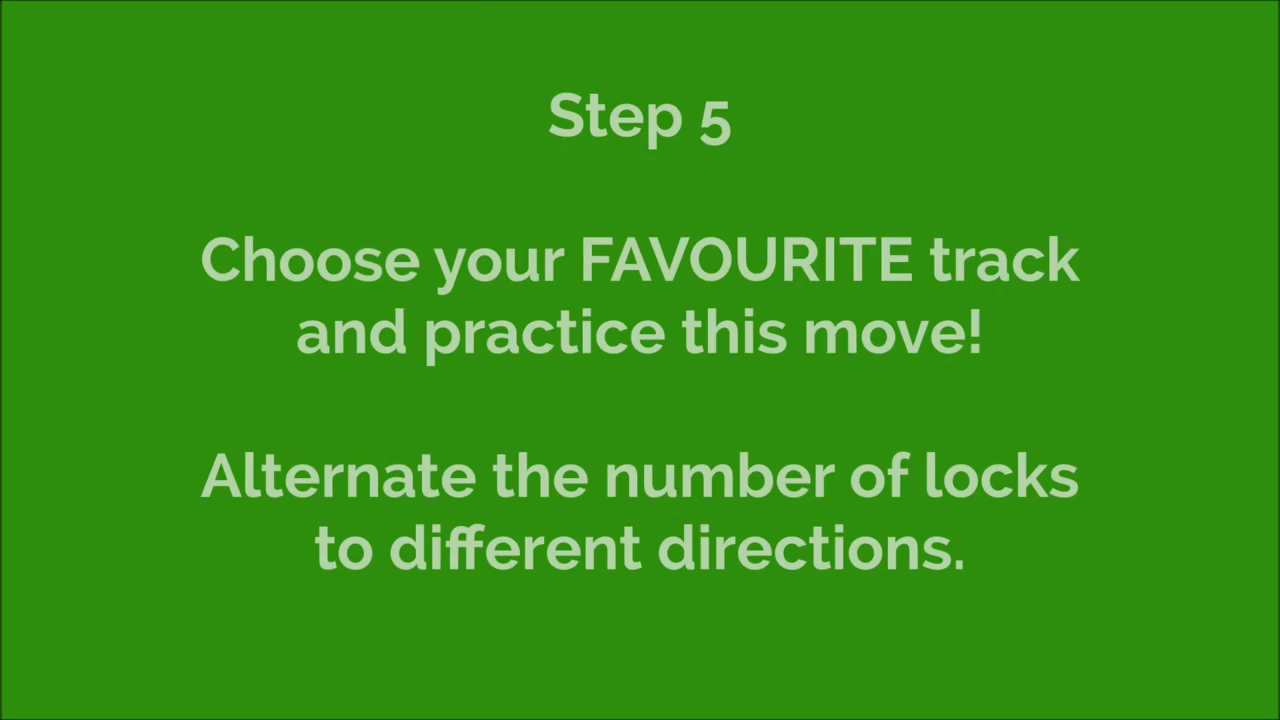 Step 5
Choose your FAVOURITE track
and practice this move!
Alternate the number of locks
to different directions.